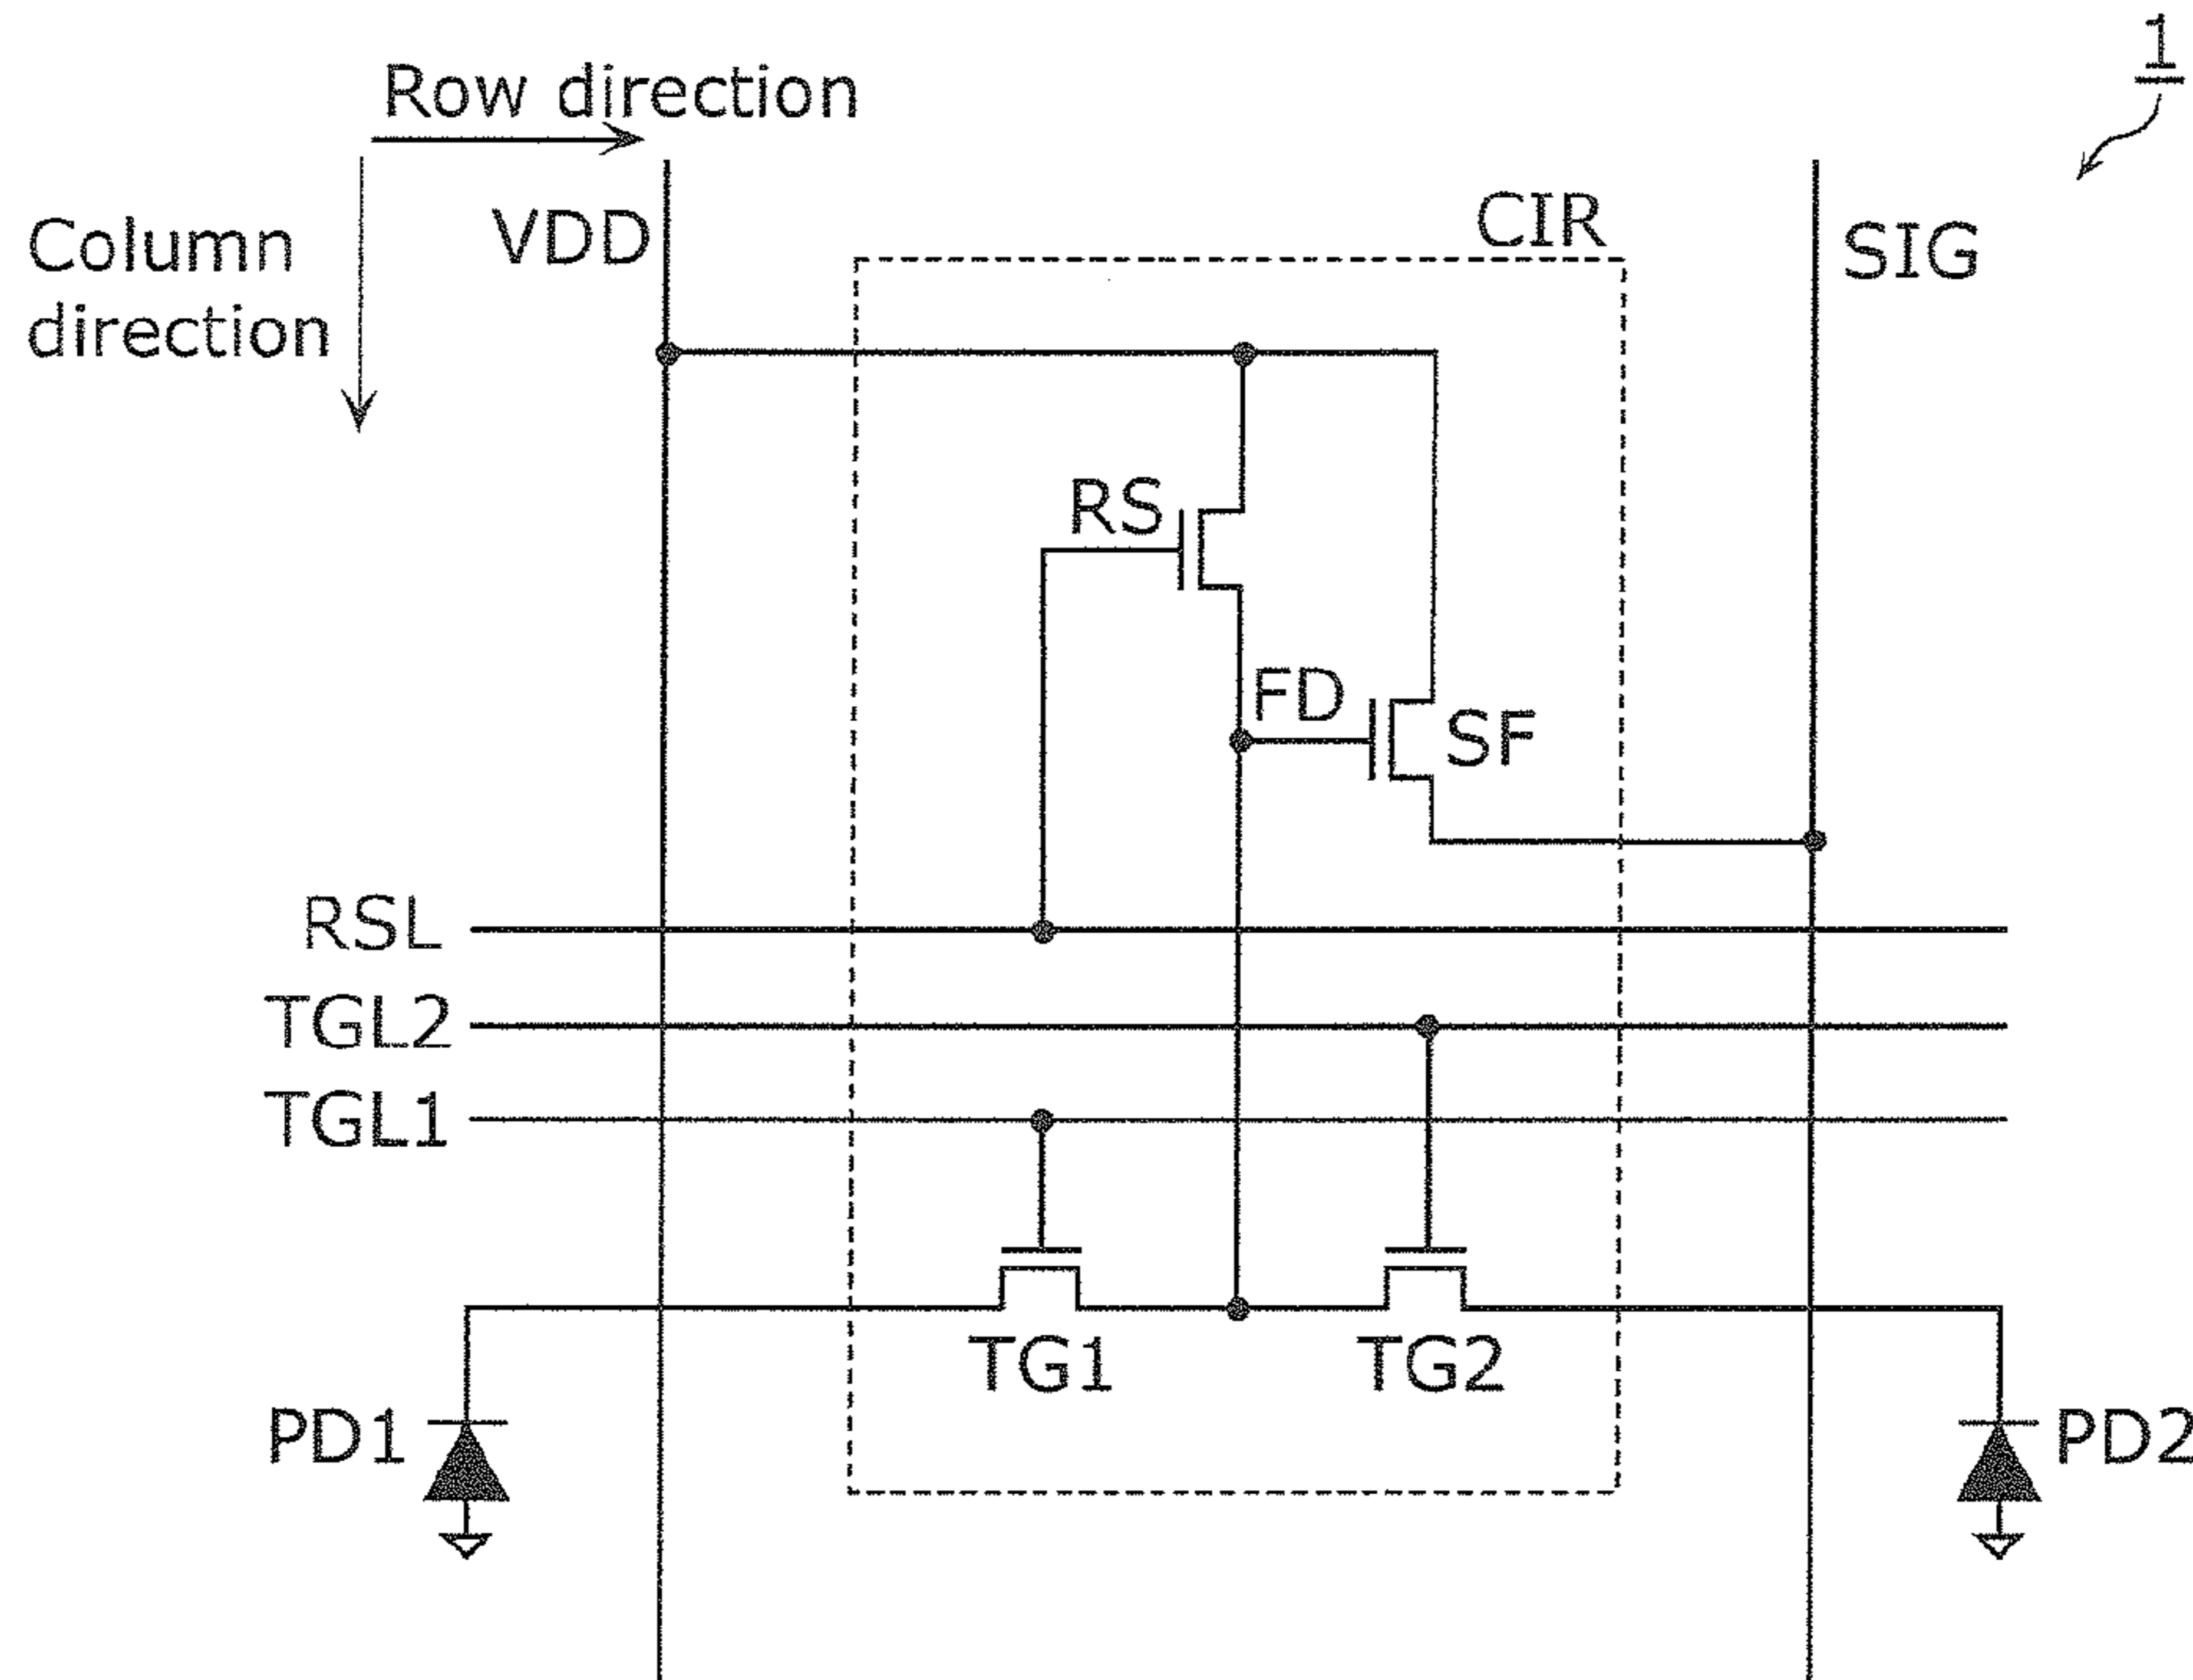 1
Row direction
Column
direction
VDD
CIR
SIG
RS
FD
SF
RSL
TGL2
TGL1
TG1
TG2
PD1
PD2